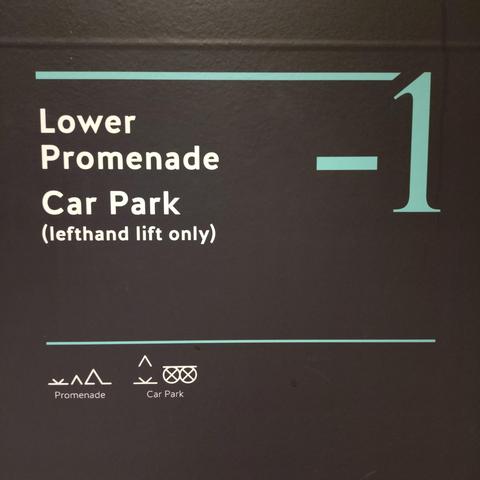 Lower
Promenade
Car Park
(lefthand lift only)
-1
Promenade
Car Park